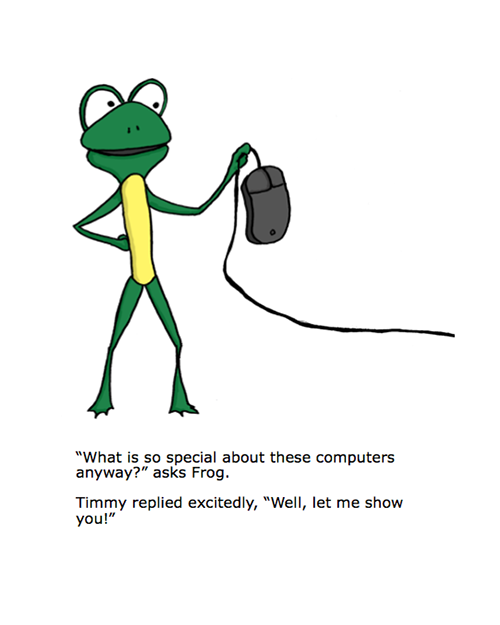 “What is so special about these computers
anyway?” asks Frog.
Timmy replied excitedly, “Well, let me show
you!”